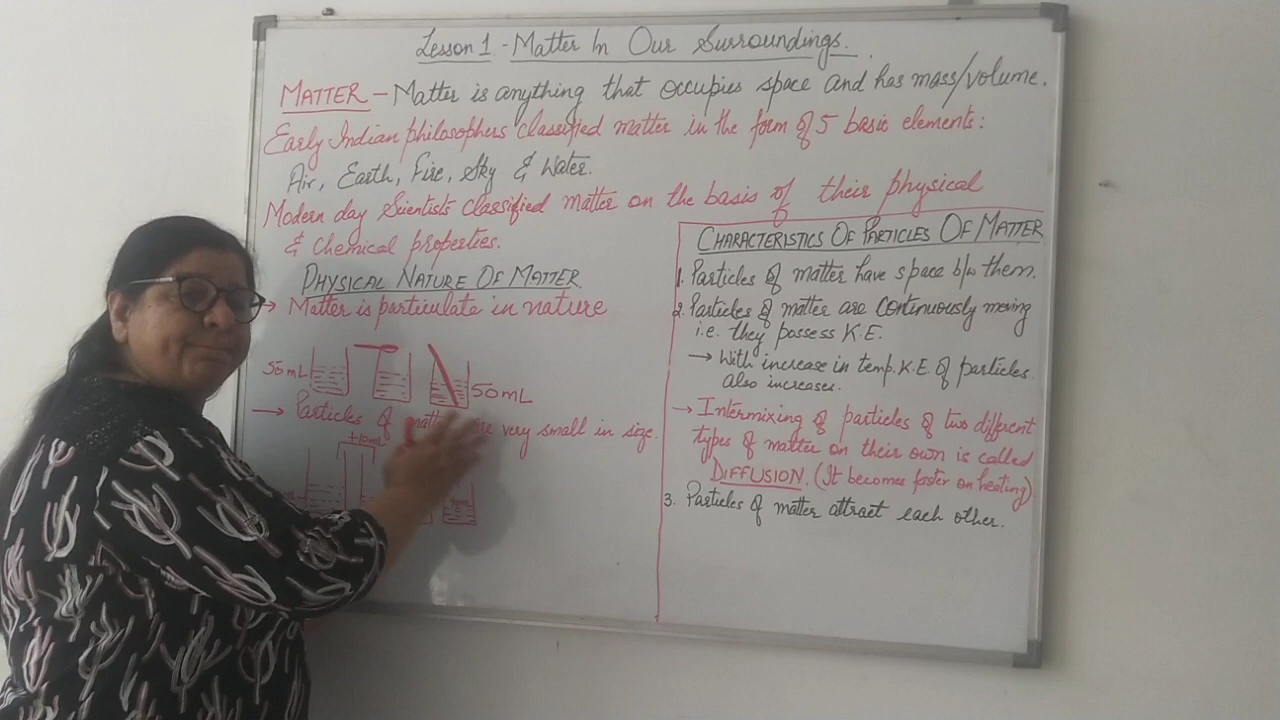 Lesson 1 - Matter In Our Surroundings.
MATTER - Matter is anything that occupies space and has mass/volume.
Early Indian philosophers classified matter in the form of 5 basic elements:
Air, Earth, Fire, Sky & Water.
Modern day Scientists classified matter on the basis of their physical
& chemical properties.
PHYSICAL NATURE OF MATTER
→ Matter is particulate in nature
50mL
50mL
→ Particles of very small in size.
+10mL
CHARACTERISTICS OF PARTICLES OF MATTER
1. Particles of matter have space b/w them.
2. Particles of matter are continuously moving
i.e. they possess K.E.
→ With increase in temp. K.E. of particles
also increases.
→ Intermixing of particles of two different
types of matter on their own is called
DIFFUSION. (It becomes faster on heating)
3. Particles of matter attract each other.